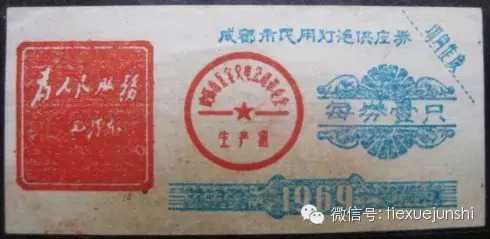 成都市民用灯泡供应券
为人民服务
毛泽东
生产组
每券壹只
1969
微信号: tiexuejunshi